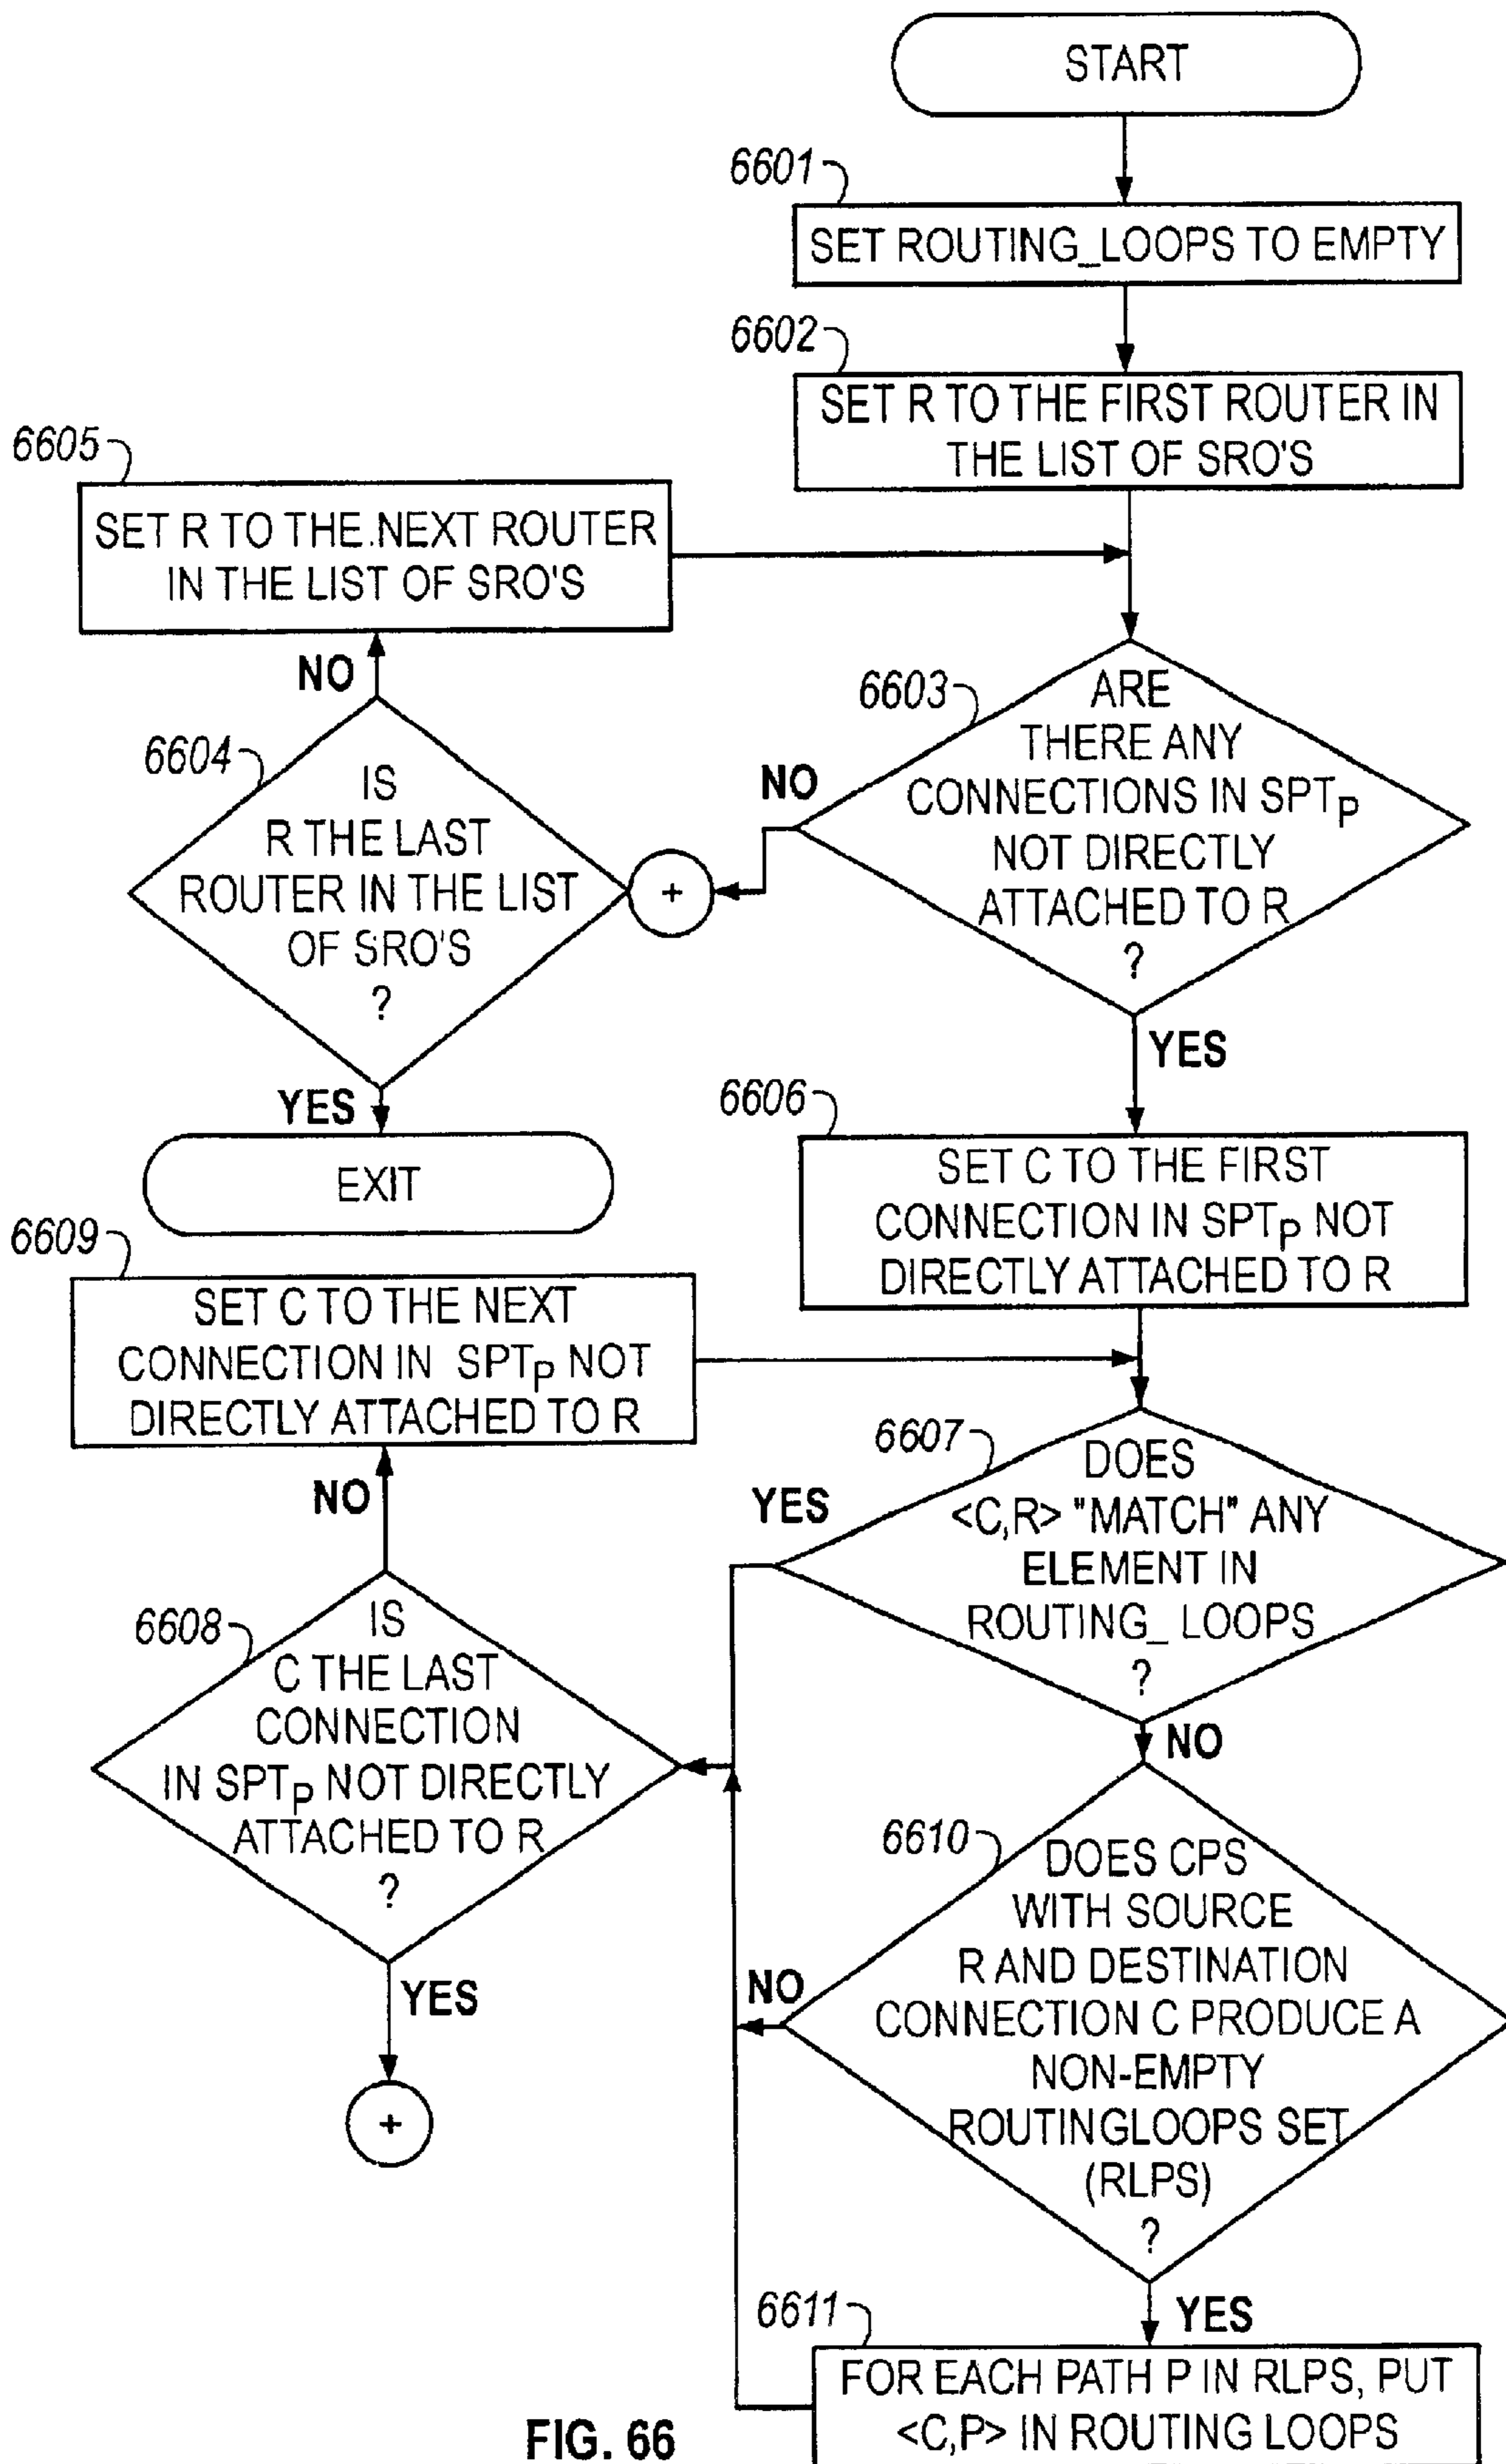 START
6601
SET ROUTING_LOOPS TO EMPTY
6602
SET R TO THE FIRST ROUTER IN
THE LIST OF SRO'S
6605
SET R TO THE.NEXT ROUTER
IN THE LIST OF SRO'S
NO
6604
IS
R THE LAST
ROUTER IN THE LIST
OF SRO'S
?
YES
EXIT
+
6603
ARE
THERE ANY
CONNECTIONS IN SPTP
NOT DIRECTLY
ATTACHED TO R
?
NO
YES
6606
SET C TO THE FIRST
CONNECTION IN SPTP NOT
DIRECTLY ATTACHED TO R
6609
SET C TO THE NEXT
CONNECTION IN SPTP NOT
DIRECTLY ATTACHED TO R
NO
6607
DOES
<C,R> "MATCH" ANY
ELEMENT IN
ROUTING_ LOOPS
?
YES
NO
6608
IS
C THE LAST
CONNECTION
IN SPTP NOT DIRECTLY
ATTACHED TO R
?
YES
+
6610
DOES CPS
WITH SOURCE
R AND DESTINATION
CONNECTION C PRODUCE A
NON-EMPTY
ROUTINGLOOPS SET
(RLPS)
?
NO
YES
6611
FOR EACH PATH P IN RLPS, PUT
<C,P> IN ROUTING LOOPS
FIG. 66